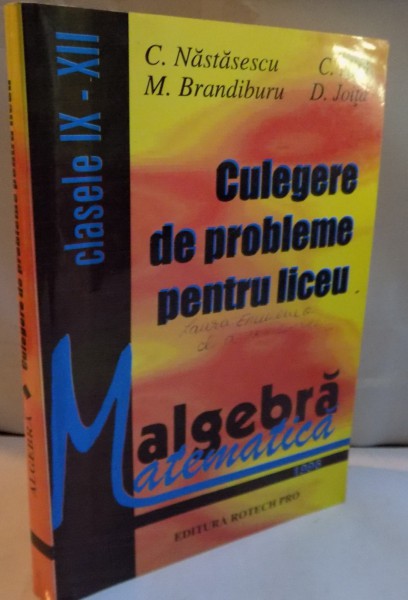 C. Năstăsescu C.
M. Brandiburu D. Joița
clasele IX - XII
Culegere
de probleme
pentru liceu
algebră
Matematică
EDITURA ROTECH PRO
ALGEBRA Culegere de probleme pentru liceu